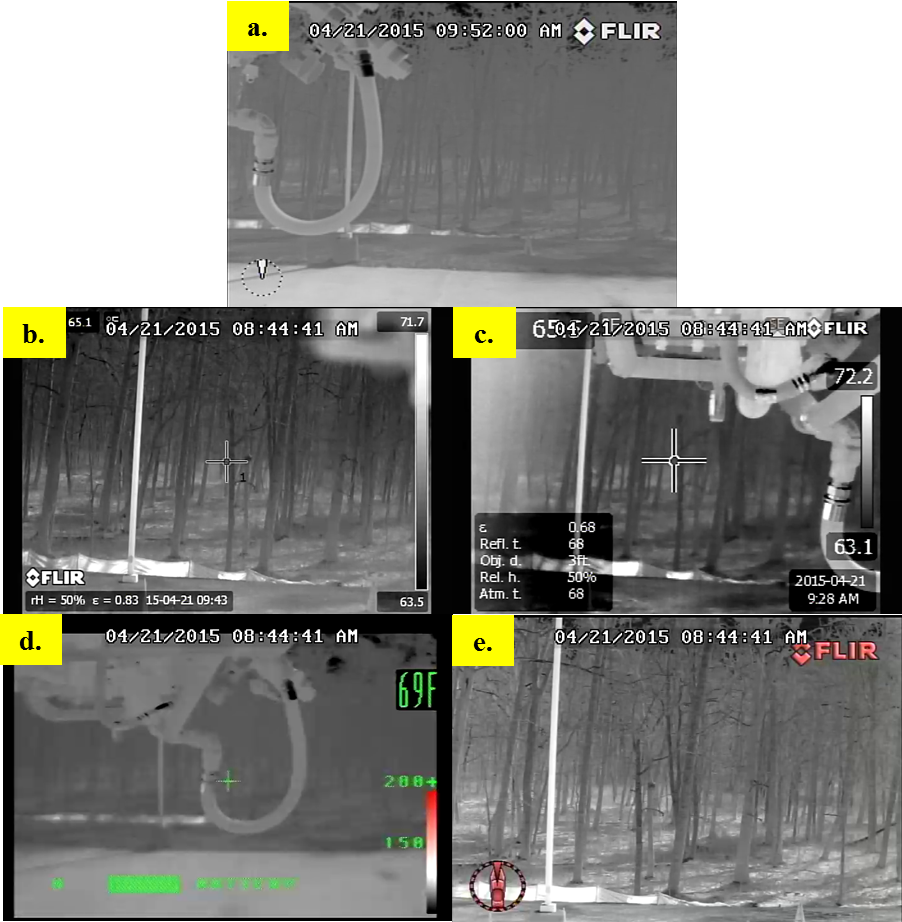 a.
04/21/2015 09:52:00 AM FLIR
b.
65.1 °F
04/21/2015 08:44:41 AM
71.7
1
FLIR
rH = 50% ε = 0.83 15-04-21 09:43
63.5
c.
04/21/2015 08:44:41 AM FLIR
72.2
ε 0.68
Refl. t. 68
Obj. d. 3ft
Rel. h. 50%
Atm. t. 68
63.1
2015-04-21
9:28 AM
d.
04/21/2015 08:44:41 AM
69F
200+
150
e.
04/21/2015 08:44:41 AM
FLIR